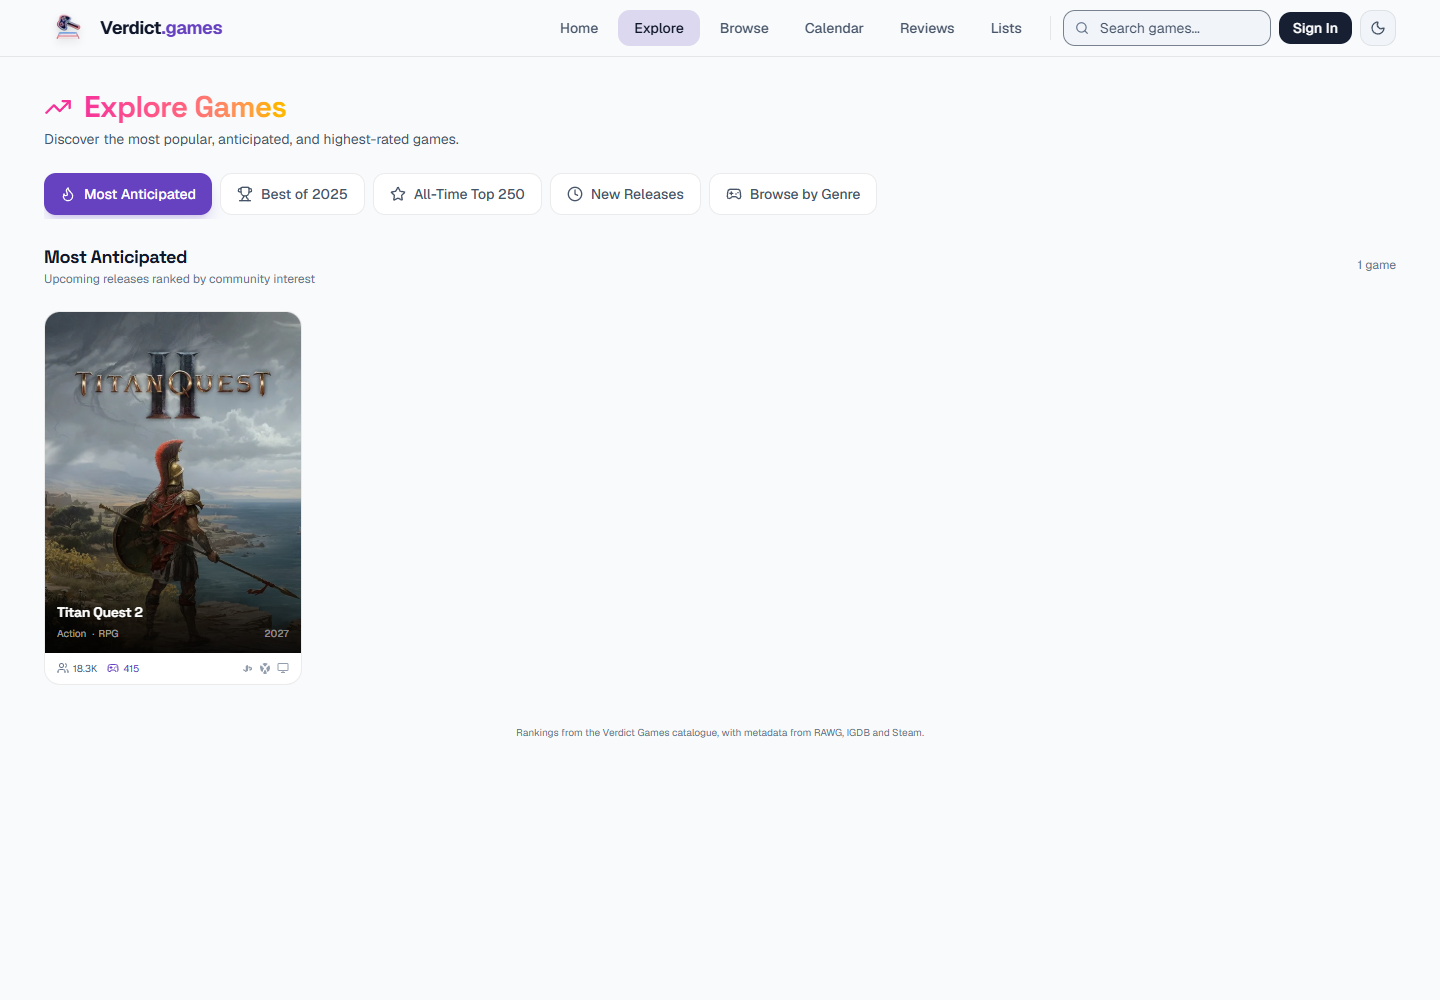 Verdict.games
Home
Explore
Browse
Calendar
Reviews
Lists
Search games...
Sign In
Explore Games
Discover the most popular, anticipated, and highest-rated games.
Most Anticipated
Best of 2025
All-Time Top 250
New Releases
Browse by Genre
Most Anticipated
Upcoming releases ranked by community interest
1 game
TITAN QUEST
II
Titan Quest 2
Action · RPG
2027
18.3K
415
Rankings from the Verdict Games catalogue, with metadata from RAWG, IGDB and Steam.